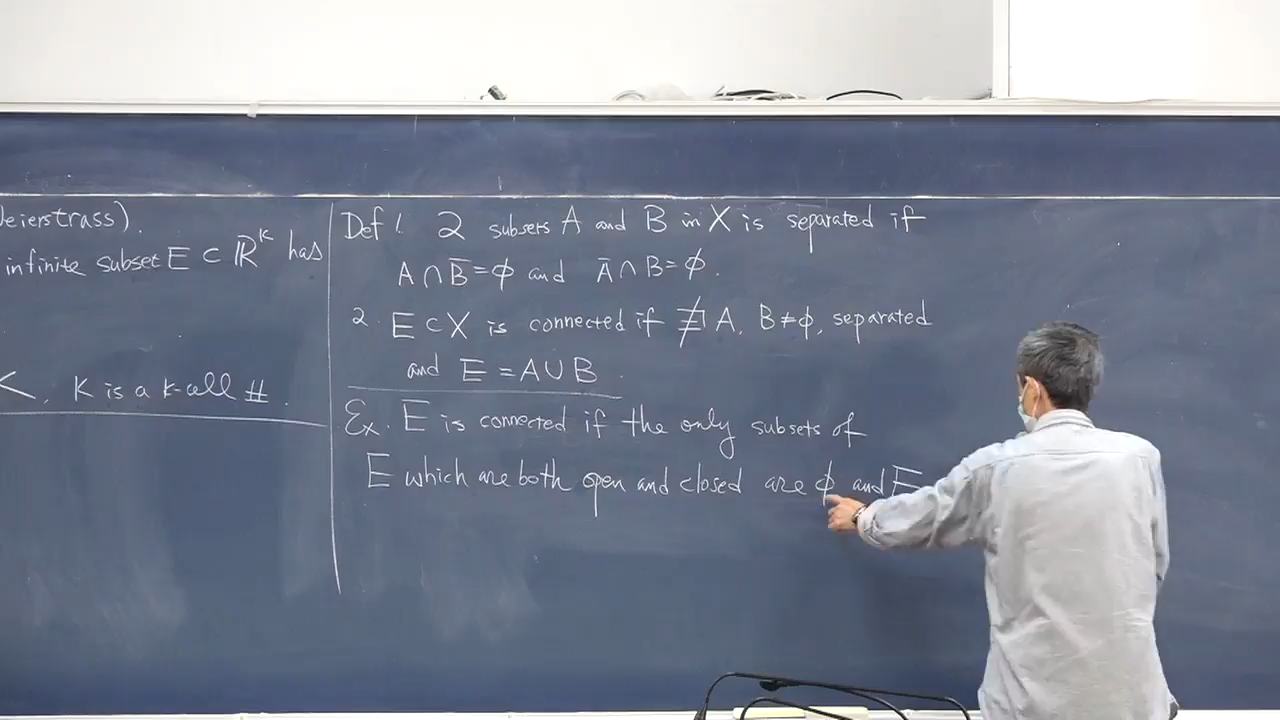 eierstrass).
infinite subset E ⊂ ℝᵏ has
K is a k-cell #.
Def 1. 2 subsets A and B in X is separated if
A ∩ B̅ = ϕ and A̅ ∩ B = ϕ.
2. E ⊂ X is connected if ∄ A, B ≠ ϕ, separated
and E = A ∪ B.
Ex. E is connected if the only subsets of
E which are both open and closed are ϕ and E